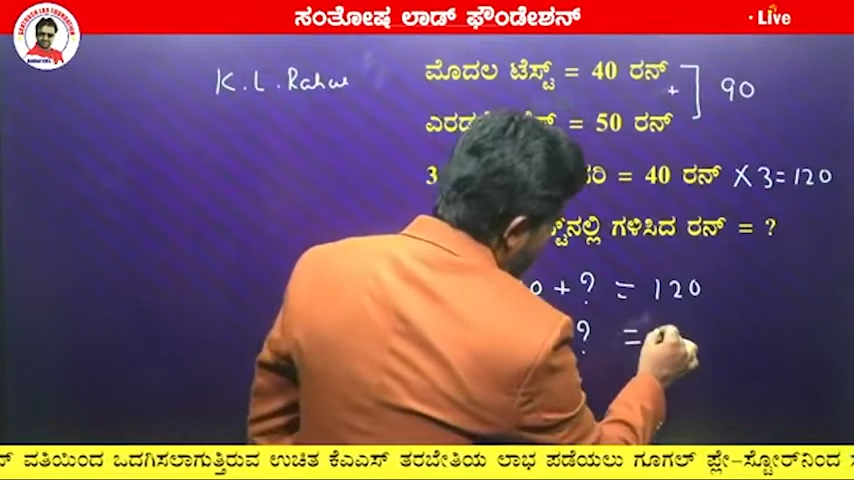 ಸಂತೋಷ ಲಾಡ್ ಫೌಂಡೇಶನ್
Live
K. L. Rahul
ಮೊದಲ ಟೆಸ್ಟ್ = 40 ರನ್
+ 90
= 50 ರನ್
3 = 40 ರನ್ X 3 = 120
ಗಳಿಸಿದ ರನ್ = ?
+ ? = 120
? =
ವತಿಯಿಂದ ಒದಗಿಸಲಾಗುತ್ತಿರುವ ಉಚಿತ ಕೆಎಎಸ್ ತರಬೇತಿಯ ಲಾಭ ಪಡೆಯಲು ಗೂಗಲ್ ಪ್ಲೇ-ಸ್ಟೋರ್‌ನಿಂದ